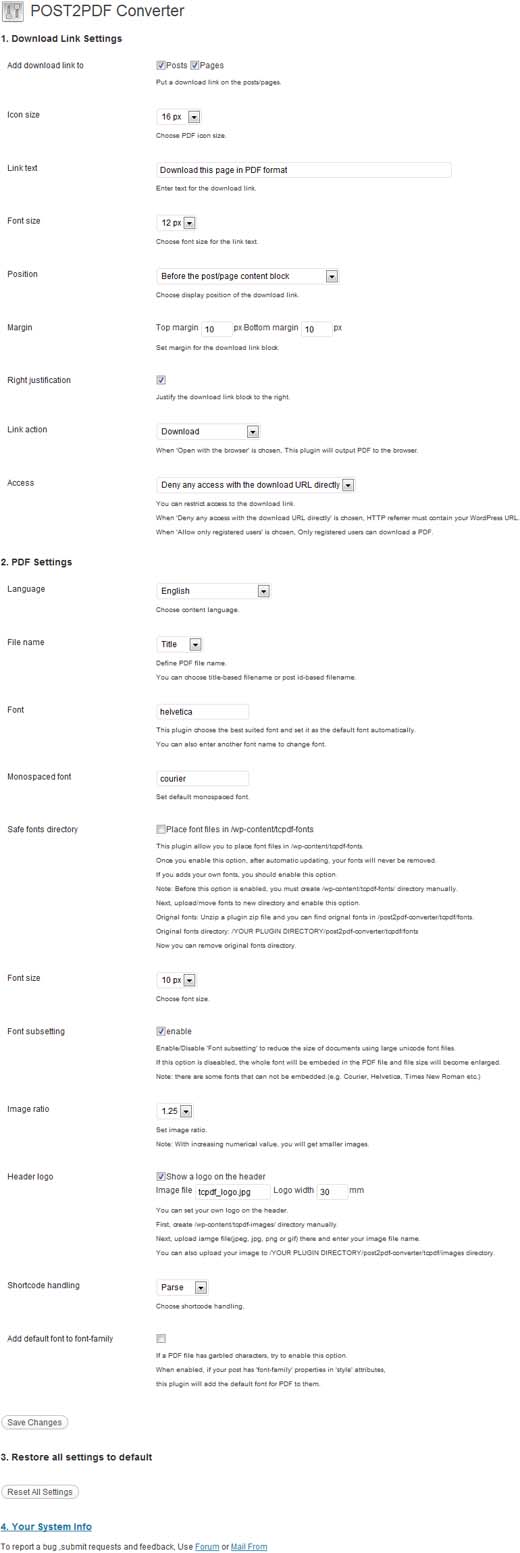 POST2PDF Converter
1. Download Link Settings
Add download link to Posts Pages
Put a download link on the posts/pages.
Icon size 16 px
Choose PDF icon size.
Link text Download this page in PDF format
Enter text for the download link.
Font size 12 px
Choose font size for the link text.
Position Before the post/page content block
Choose display position of the download link.
Margin Top margin 10 px Bottom margin 10 px
Set margin for the download link block.
Right justification
Justify the download link block to the right.
Link action Download
When 'Open with the browser' is chosen, This plugin will output PDF to the browser.
Access Deny any access with the download URL directly
You can restrict access to the download link.
When 'Deny any access with the download URL directly' is chosen, HTTP referrer must contain your WordPress URL.
When 'Allow only registered users' is chosen, Only registered users can download a PDF.
2. PDF Settings
Language English
Choose content language.
File name Title
Define PDF file name.
You can choose title-based filename or post id-based filename.
Font helvetica
This plugin choose the best suited font and set it as the default font automatically.
You can also enter another font name to change font.
Monospaced font courier
Set default monospaced font.
Safe fonts directory Place font files in /wp-content/tcpdf-fonts
This plugin allow you to place font files in /wp-content/tcpdf-fonts.
Once you enable this option, after automatic updating, your fonts will never be removed.
If you adds your own fonts, you should enable this option.
Note: Before this option is enabled, you must create /wp-content/tcpdf-fonts/ directory manually.
Next, upload/move fonts to new directory and enable this option.
Orignal fonts: Unzip a plugin zip file and you can find orignal fonts in /post2pdf-converter/tcpdf/fonts.
Original fonts directory: /YOUR PLUGIN DIRECTORY/post2pdf-converter/tcpdf/fonts
Now you can remove original fonts directory.
Font size 10 px
Choose font size.
Font subsetting enable
Enable/Disable 'Font subsetting' to reduce the size of documents using large unicode font files.
If this option is diseabled, the whole font will be embeded in the PDF file and file size will become enlarged.
Note: there are some fonts that can not be embedded.(e.g. Courier, Helvetica, Times New Roman etc.)
Image ratio 1.25
Set image ratio.
Note: With increasing numerical value, you will get smaller images.
Header logo Show a logo on the header
Image file tcpdf_logo.jpg Logo width 30 mm
You can set your own logo on the header.
First, create /wp-content/tcpdf-images/ directory manually.
Next, upload iamge file(jpeg, jpg, png or gif) there and enter your image file name.
You can also upload your image to /YOUR PLUGIN DIRECTORY/post2pdf-converter/tcpdf/images directory.
Shortcode handling Parse
Choose shortcode handling.
Add default font to font-family
If a PDF file has garbled characters, try to enable this option.
When enabled, if your post has 'font-family' properties in 'style' attributes,
this plugin will add the default font for PDF to them.
Save Changes
3. Restore all settings to default
Reset All Settings
4. Your System Info
To report a bug ,submit requests and feedback, Use Forum or Mail From